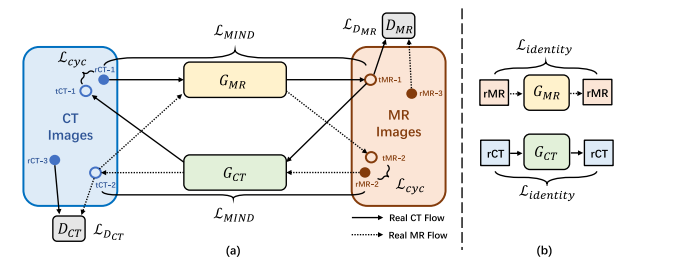 ℒ_MIND
ℒ_D_MR
D_MR
ℒ_cyc
rCT-1
tCT-1
G_MR
tMR-1
rMR-3
CT
Images
MR
Images
rCT-3
tCT-2
G_CT
tMR-2
rMR-2
ℒ_cyc
D_CT
ℒ_D_CT
ℒ_MIND
Real CT Flow
Real MR Flow
(a)
ℒ_identity
rMR G_MR rMR
rCT G_CT rCT
ℒ_identity
(b)